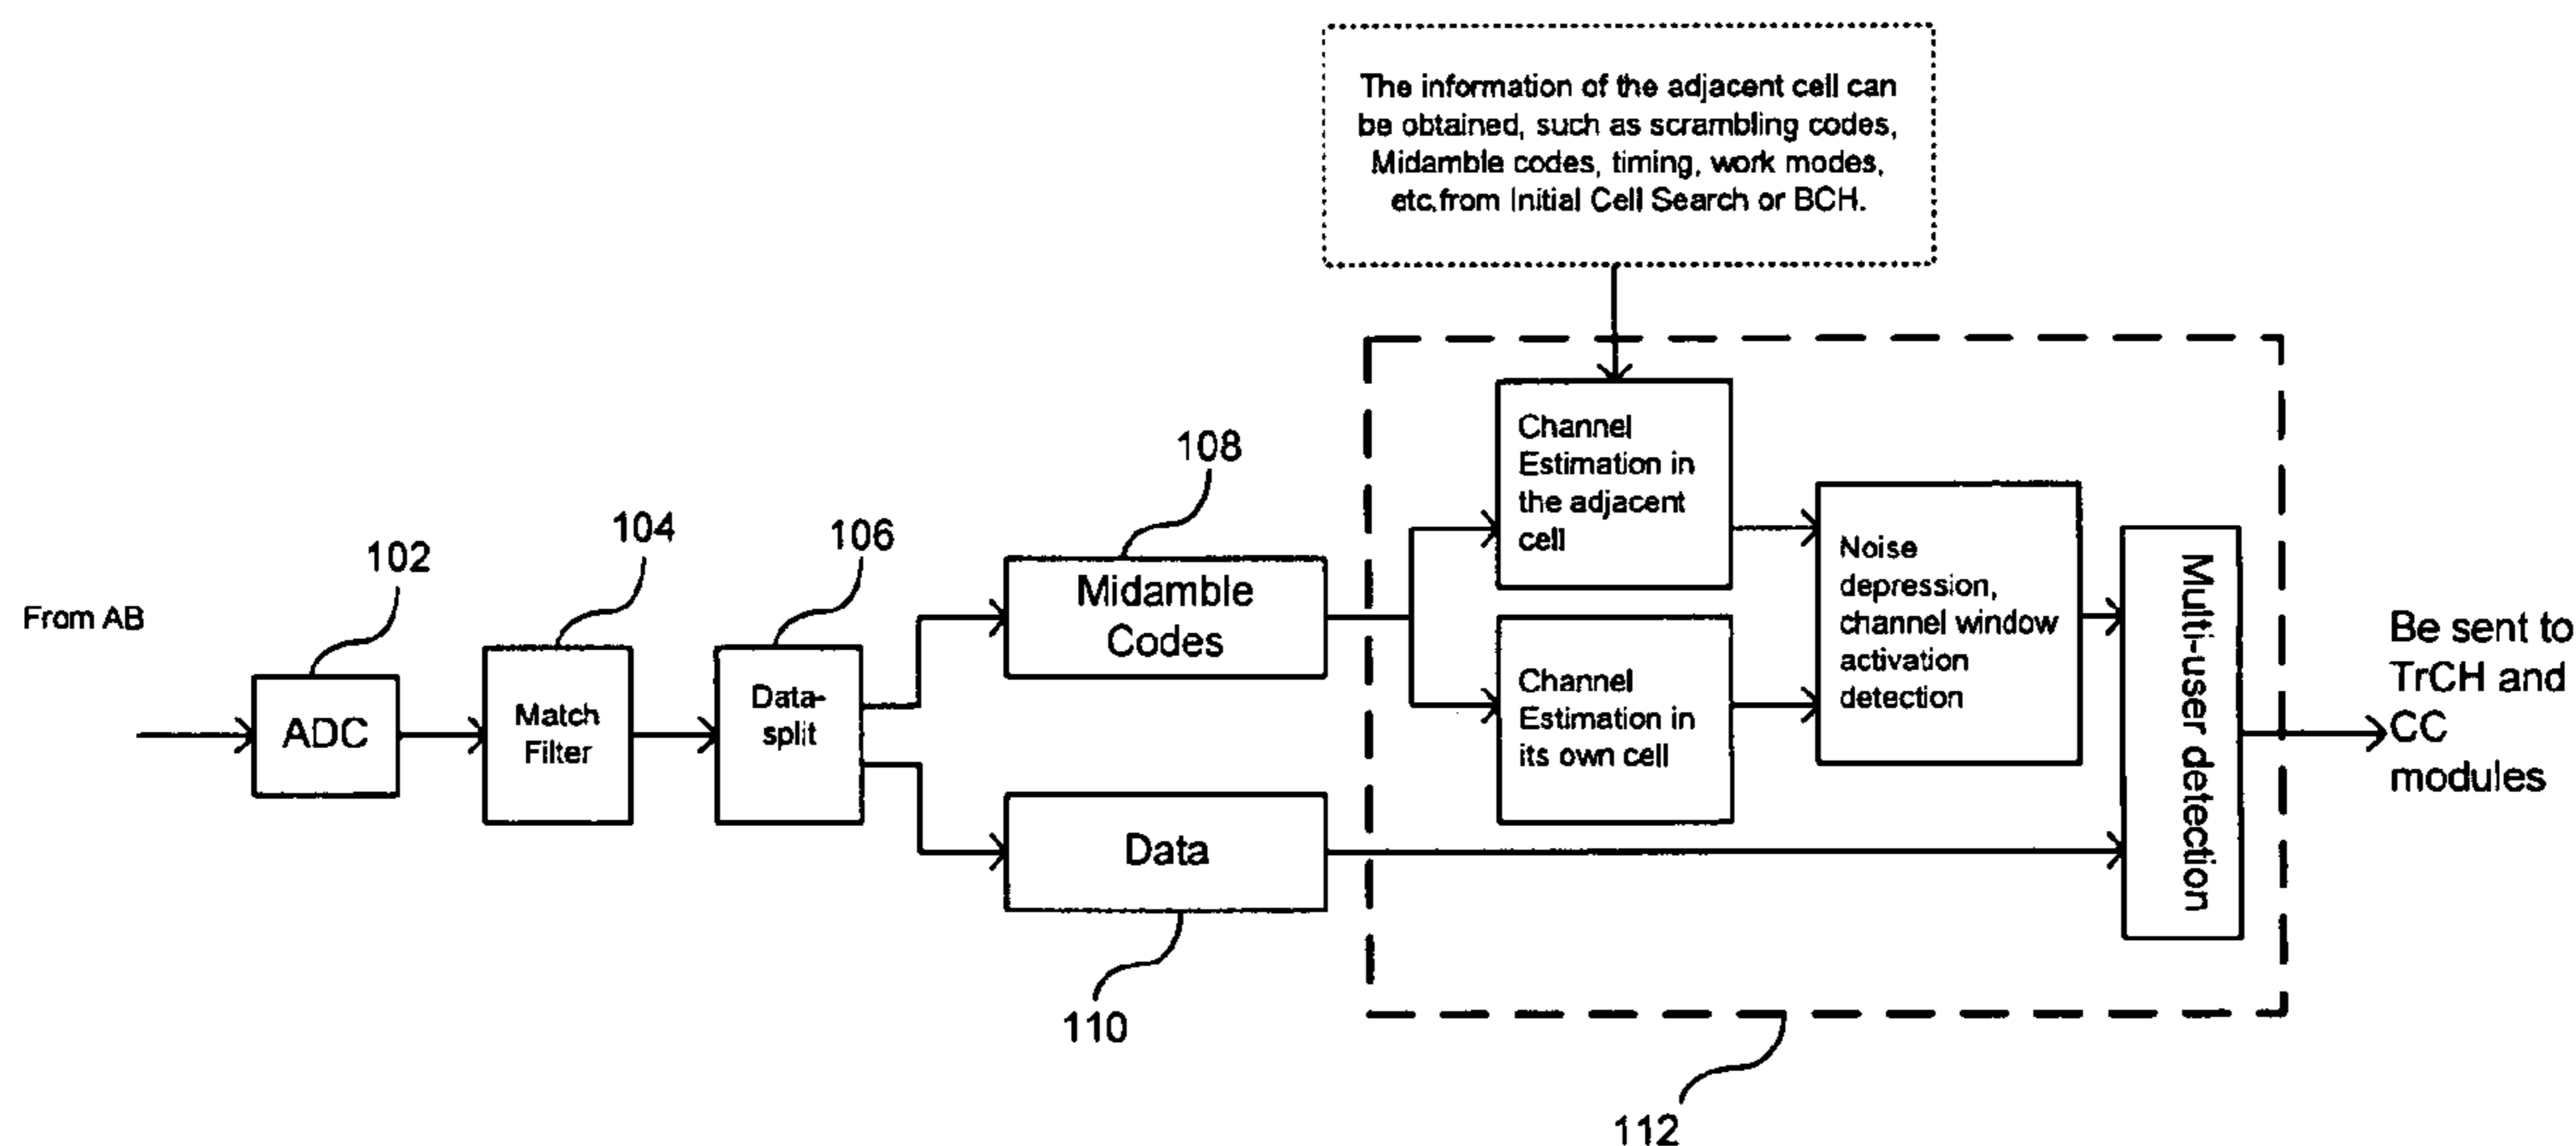 The information of the adjacent cell can
be obtained, such as scrambling codes,
Midamble codes, timing, work modes,
etc.from Initial Cell Search or BCH.
From AB
102
ADC
104
Match
Filter
106
Data-
split
108
Midamble
Codes
110
Data
Channel
Estimation in
the adjacent
cell
Channel
Estimation in
its own cell
Noise
depression,
channel window
activation
detection
Multi-user detection
Be sent to
TrCH and
CC
modules
112